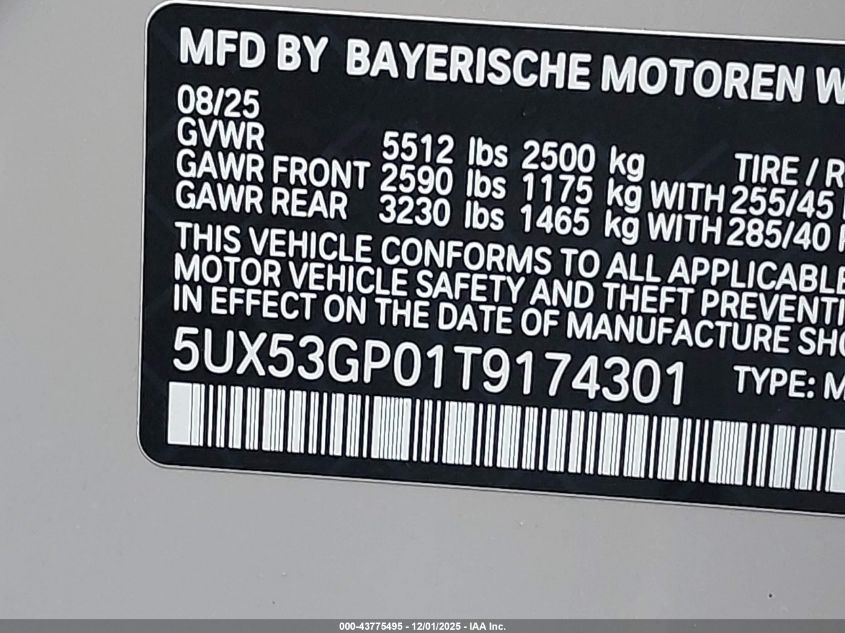 MFD BY BAYERISCHE MOTOREN W
08/25
GVWR 5512 lbs 2500 kg TIRE / R
GAWR FRONT 2590 lbs 1175 kg WITH 255/45
GAWR REAR 3230 lbs 1465 kg WITH 285/40
THIS VEHICLE CONFORMS TO ALL APPLICABLE
MOTOR VEHICLE SAFETY AND THEFT PREVENTI
IN EFFECT ON THE DATE OF MANUFACTURE SHO
5UX53GP01T9174301 TYPE: M
000-43775495 - 12/01/2025 - IAA Inc.